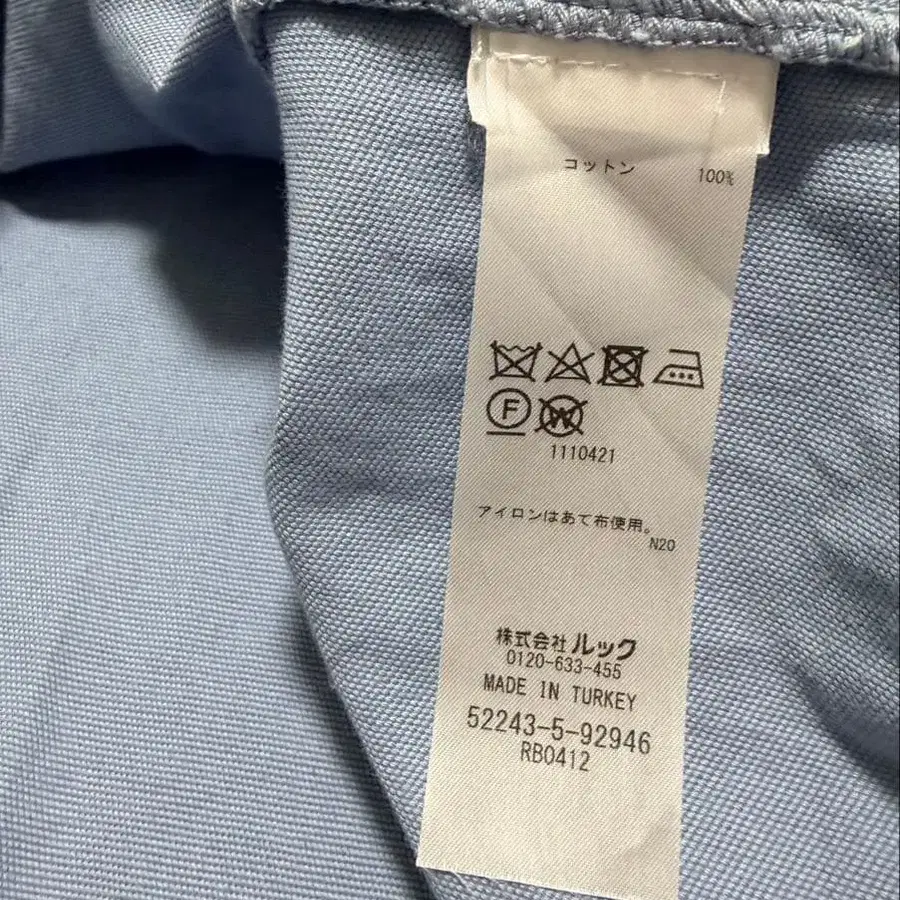 コットン 100%
F W
1110421
アイロンはあて布使用。
N20
株式会社 ルック
0120-633-455
MADE IN TURKEY
52243-5-92946
RB0412